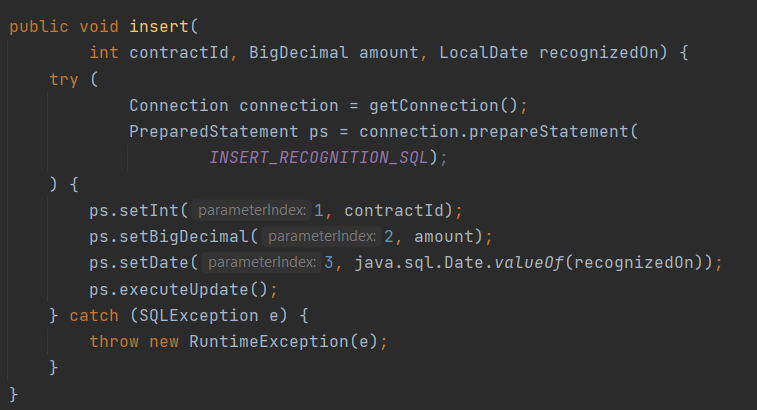 public void insert(
        int contractId, BigDecimal amount, LocalDate recognizedOn) {
    try (
            Connection connection = getConnection();
            PreparedStatement ps = connection.prepareStatement(
                    INSERT_RECOGNITION_SQL);
    ) {
        ps.setInt( parameterIndex: 1, contractId);
        ps.setBigDecimal( parameterIndex: 2, amount);
        ps.setDate( parameterIndex: 3, java.sql.Date.valueOf(recognizedOn));
        ps.executeUpdate();
    } catch (SQLException e) {
        throw new RuntimeException(e);
    }
}